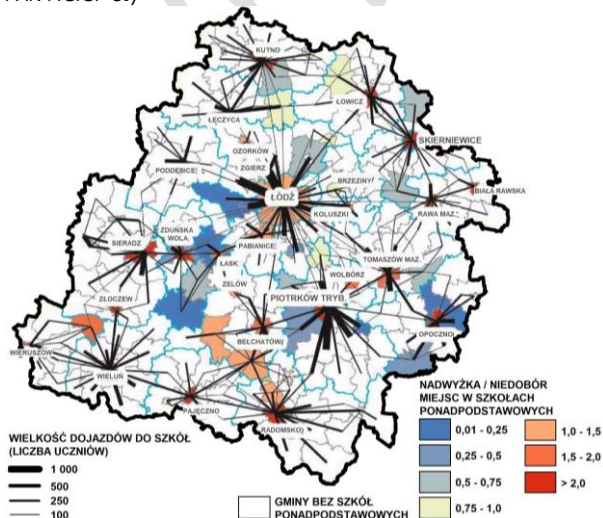 KUTNO
ŁOWICZ
ŁĘCZYCA
SKIERNIEWICE
OZORKÓW
ZGIERZ
PODDĘBICE
BRZEZINY
BIAŁA RAWSKA
ŁÓDŹ
RAWA MAZ.
KOLUSZKI
ZDUŃSKA
WOLA
SIERADZ
PABIANICE
ŁASK
TOMASZÓW MAZ.
WOLBÓRZ
ZELÓW
PIOTRKÓW TRYB.
ZŁOCZEW
OPOCZNO
BEŁCHATÓW
WIERUSZÓW
WIELUŃ
PAJĘCZNO
RADOMSKO
NADWYŻKA / NIEDOBÓR
MIEJSC W SZKOŁACH
PONADPODSTAWOWYCH
0,01 - 0,25
1,0 - 1,5
0,25 - 0,5
1,5 - 2,0
0,5 - 0,75
> 2,0
0,75 - 1,0
WIELKOŚĆ DOJAZDÓW DO SZKÓŁ
(LICZBA UCZNIÓW)
1 000
500
250
100
GMINY BEZ SZKÓŁ
PONADPODSTAWOWYCH